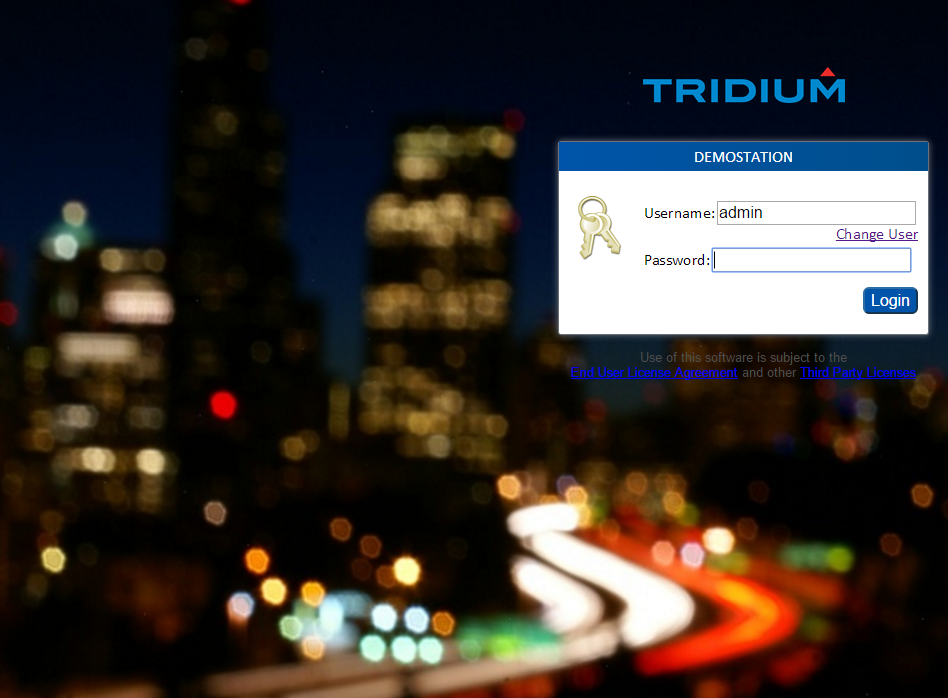 TRIDIUM
DEMOSTATION
Username: admin
Change User
Password:
Login
Use of this software is subject to the
End User License Agreement and other Third Party Licenses